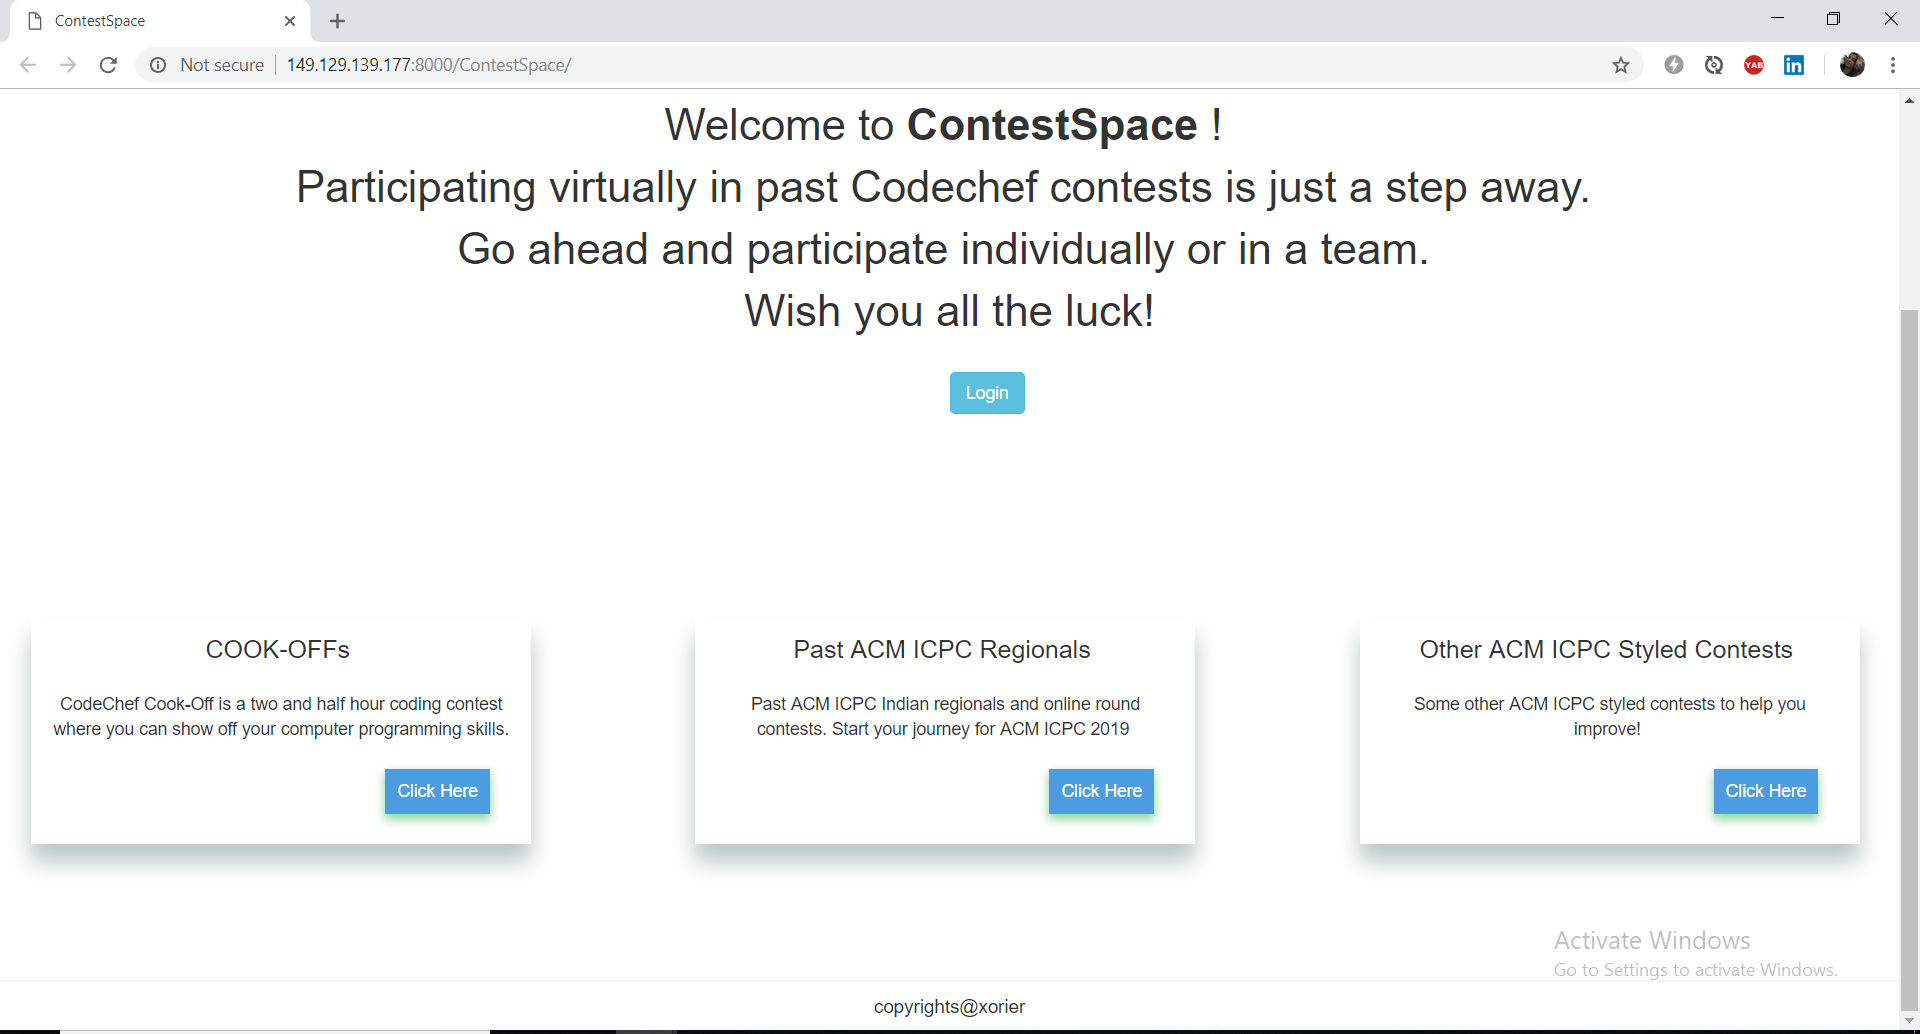 ContestSpace
Not secure
149.129.139.177:8000/ContestSpace/
YAB
in
Welcome to ContestSpace !
Participating virtually in past Codechef contests is just a step away.
Go ahead and participate individually or in a team.
Wish you all the luck!
Login
COOK-OFFs
CodeChef Cook-Off is a two and half hour coding contest
where you can show off your computer programming skills.
Click Here
Past ACM ICPC Regionals
Past ACM ICPC Indian regionals and online round
contests. Start your journey for ACM ICPC 2019
Click Here
Other ACM ICPC Styled Contests
Some other ACM ICPC styled contests to help you
improve!
Click Here
Activate Windows
Go to Settings to activate Windows.
copyrights@xorier